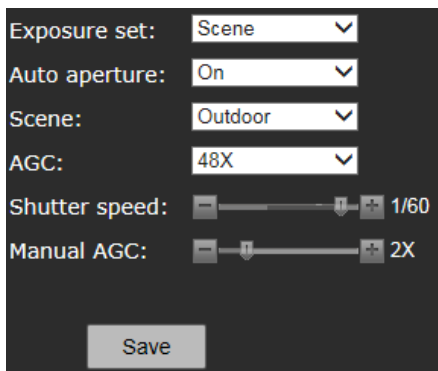 Exposure set: Scene
Auto aperture: On
Scene: Outdoor
AGC: 48X
Shutter speed: 1/60
Manual AGC: 2X
Save